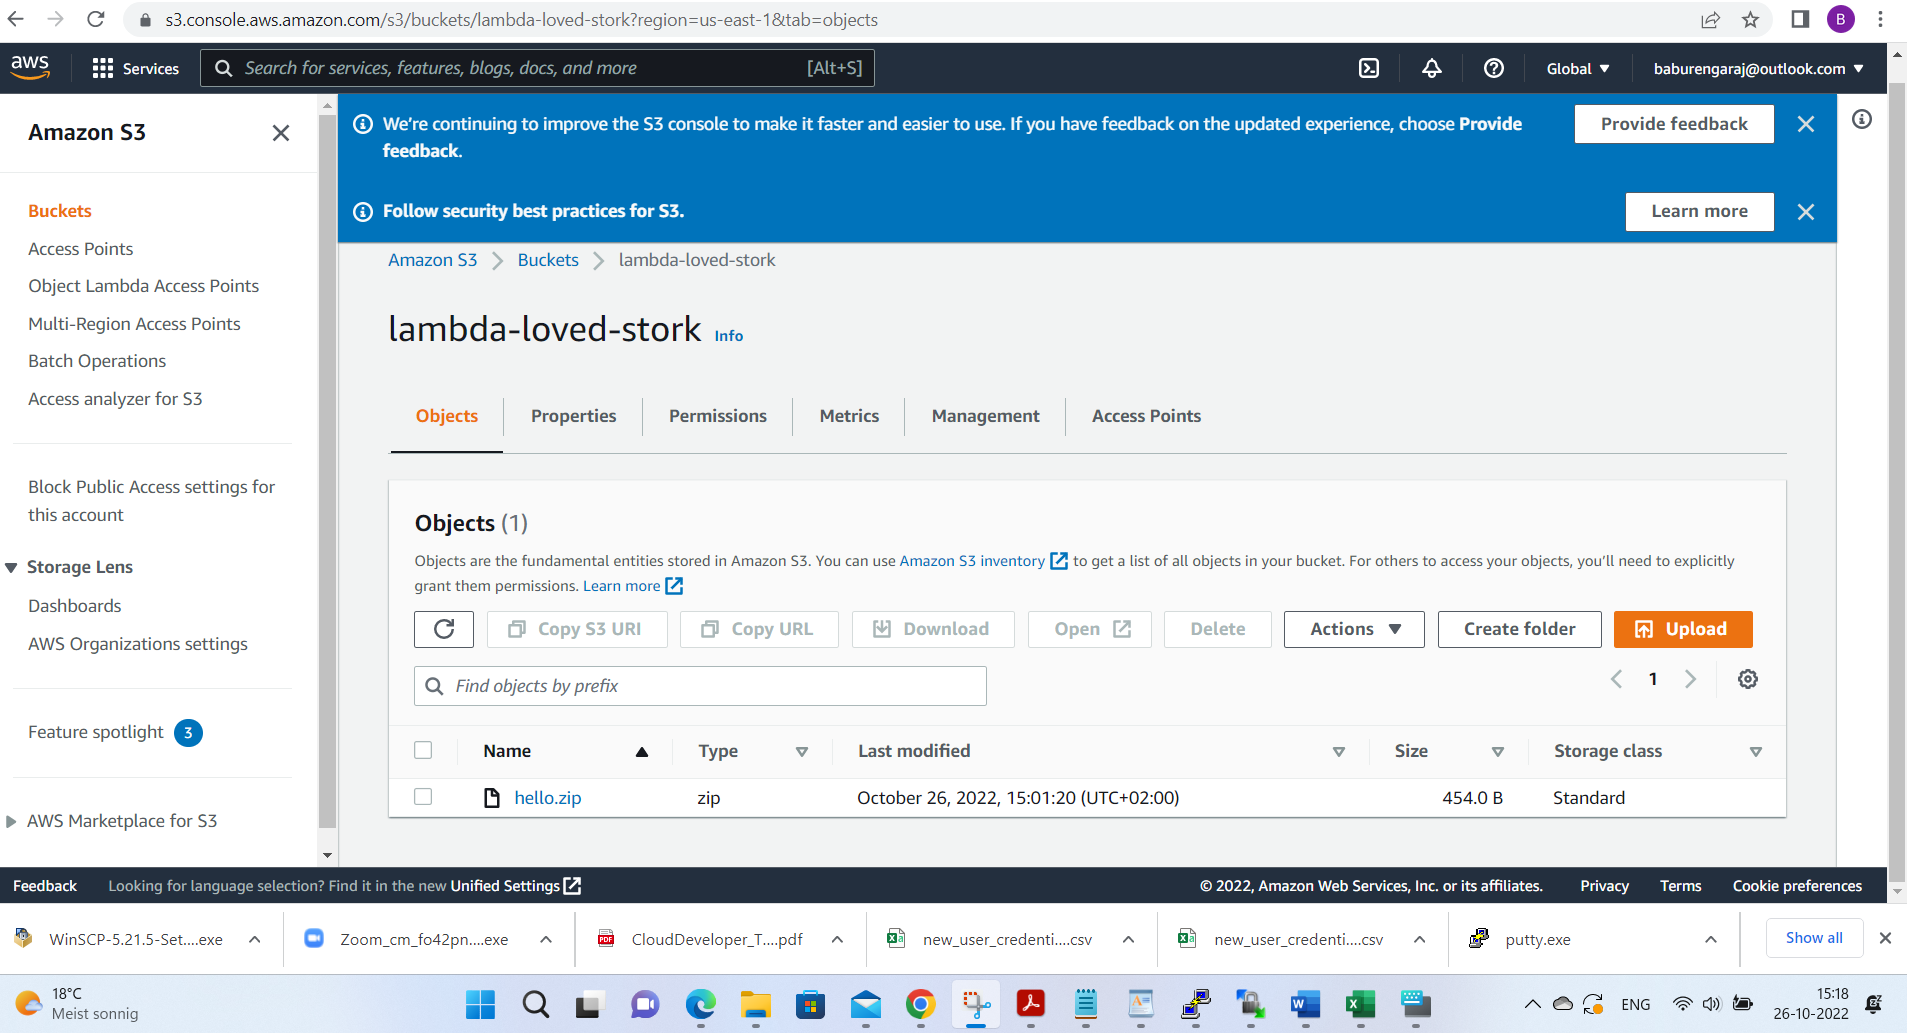 s3.console.aws.amazon.com/s3/buckets/lambda-loved-stork?region=us-east-1&tab=objects
B
aws
Services
Search for services, features, blogs, docs, and more
[Alt+S]
Global
baburengaraj@outlook.com
Amazon S3
Buckets
Access Points
Object Lambda Access Points
Multi-Region Access Points
Batch Operations
Access analyzer for S3
Block Public Access settings for
this account
Storage Lens
Dashboards
AWS Organizations settings
Feature spotlight 3
AWS Marketplace for S3
We're continuing to improve the S3 console to make it faster and easier to use. If you have feedback on the updated experience, choose Provide
feedback.
Provide feedback
Follow security best practices for S3.
Learn more
Amazon S3 Buckets lambda-loved-stork
lambda-loved-stork Info
Objects Properties Permissions Metrics Management Access Points
Objects (1)
Objects are the fundamental entities stored in Amazon S3. You can use Amazon S3 inventory to get a list of all objects in your bucket. For others to access your objects, you'll need to explicitly
grant them permissions. Learn more
Copy S3 URI Copy URL Download Open Delete Actions Create folder Upload
Find objects by prefix
1
Name Type Last modified Size Storage class
hello.zip zip October 26, 2022, 15:01:20 (UTC+02:00) 454.0 B Standard
Feedback Looking for language selection? Find it in the new Unified Settings © 2022, Amazon Web Services, Inc. or its affiliates. Privacy Terms Cookie preferences
WinSCP-5.21.5-Set....exe Zoom_cm_fo42pn....exe CloudDeveloper_T....pdf new_user_credenti....csv new_user_credenti....csv putty.exe Show all
18°C
Meist sonnig
ENG
15:18
26-10-2022